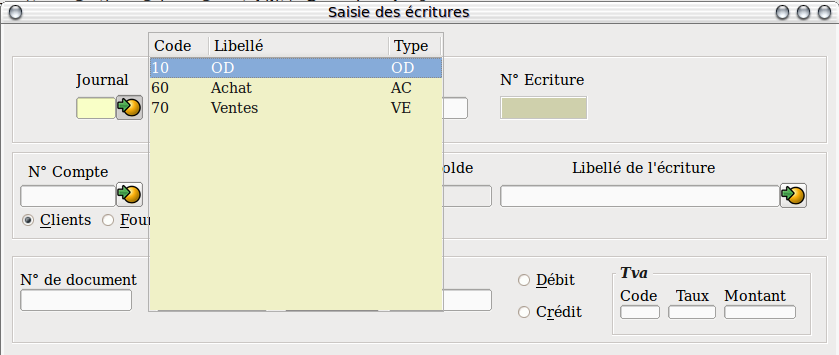 Saisie des écritures
Code Libellé Type
10 OD OD
60 Achat AC
70 Ventes VE
Journal
N° Ecriture
N° Compte
olde
Libellé de l'écriture
Clients
Four
N° de document
Débit
Crédit
Tva
Code Taux Montant